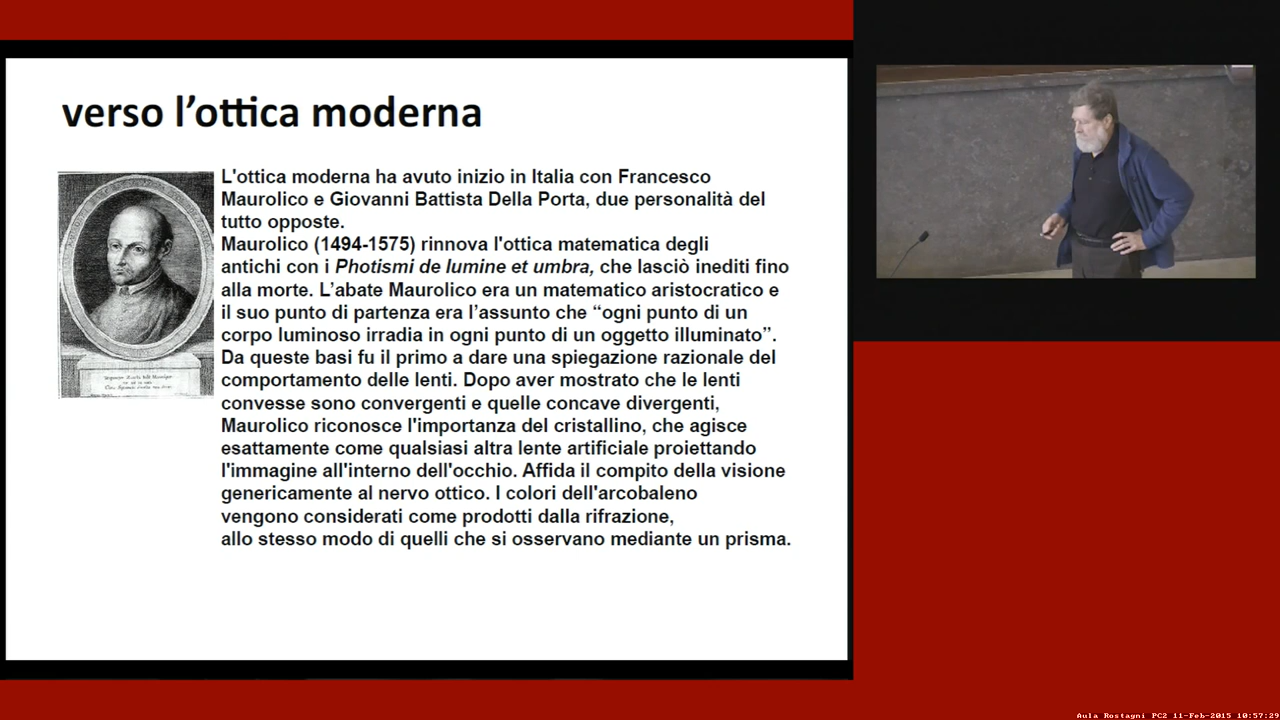 verso l’ottica moderna
L'ottica moderna ha avuto inizio in Italia con Francesco
Maurolico e Giovanni Battista Della Porta, due personalità del
tutto opposte.
Maurolico (1494-1575) rinnova l'ottica matematica degli
antichi con i Photismi de lumine et umbra, che lasciò inediti fino
alla morte. L’abate Maurolico era un matematico aristocratico e
il suo punto di partenza era l’assunto che “ogni punto di un
corpo luminoso irradia in ogni punto di un oggetto illuminato”.
Da queste basi fu il primo a dare una spiegazione razionale del
comportamento delle lenti. Dopo aver mostrato che le lenti
convesse sono convergenti e quelle concave divergenti,
Maurolico riconosce l'importanza del cristallino, che agisce
esattamente come qualsiasi altra lente artificiale proiettando
l'immagine all'interno dell'occhio. Affida il compito della visione
genericamente al nervo ottico. I colori dell'arcobaleno
vengono considerati come prodotti dalla rifrazione,
allo stesso modo di quelli che si osservano mediante un prisma.
Aula Rostagni PC2 11-Feb-2015 10:57:29